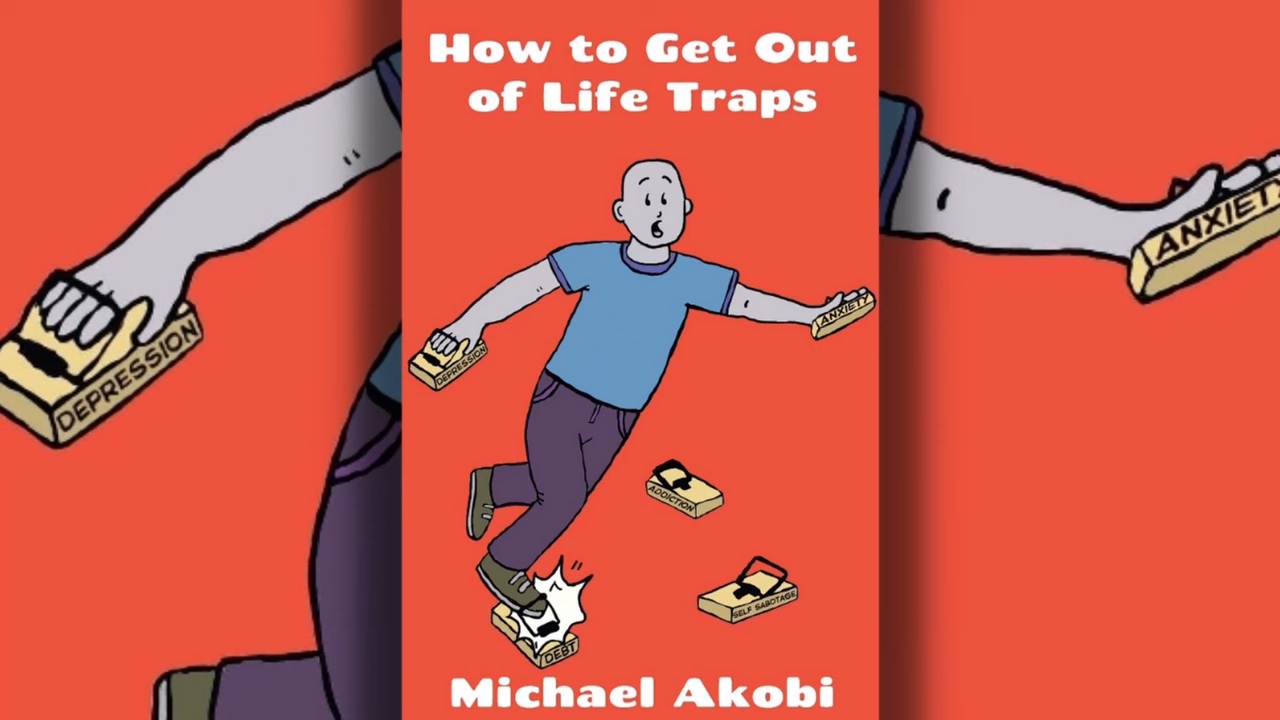 How to Get Out
of Life Traps
DEPRESSION
ANXIETY
DEPRESSION
ANXIETY
ADDICTION
SELF SABOTAGE
DEBT
Michael Akobi